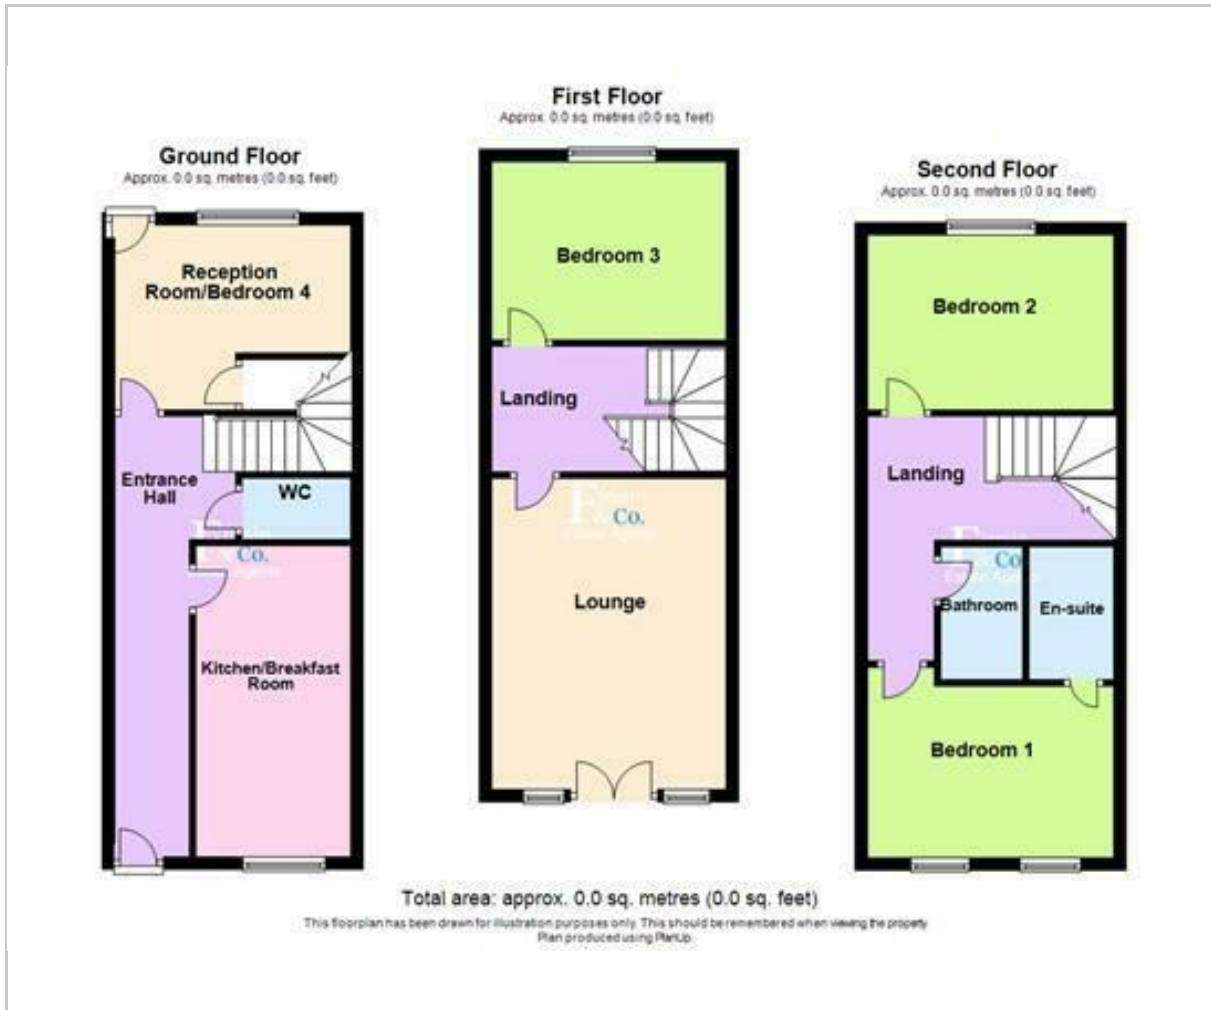 First Floor
Approx. 0.0 sq. metres (0.0 sq. feet)
Ground Floor
Approx. 0.0 sq. metres (0.0 sq. feet)
Second Floor
Approx. 0.0 sq. metres (0.0 sq. feet)
Reception
Room/Bedroom 4
Entrance
Hall
WC
Co.
Kitchen/Breakfast
Room
Bedroom 3
Landing
Co.
Lounge
Bedroom 2
Landing
Co
Bathroom
En-suite
Bedroom 1
Total area: approx. 0.0 sq. metres (0.0 sq. feet)
This floorplan has been drawn for illustration purposes only. This should be remembered when viewing the property
Plan produced using PlanUp.